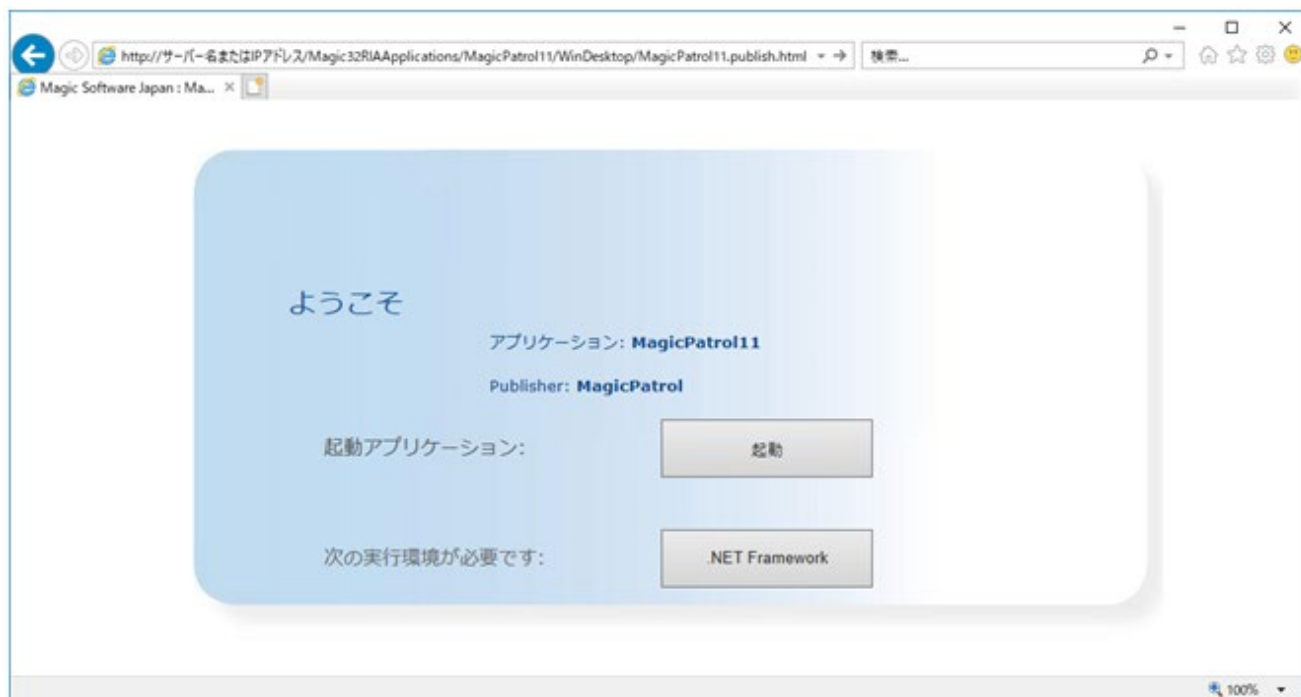 http://サーバー名またはIPアドレス/Magic32RIAApplications/MagicPatrol11/WinDesktop/MagicPatrol11.publish.html
検索...
Magic Software Japan : Ma...
ようこそ
アプリケーション: MagicPatrol11
Publisher: MagicPatrol
起動アプリケーション:
起動
次の実行環境が必要です:
.NET Framework
100%